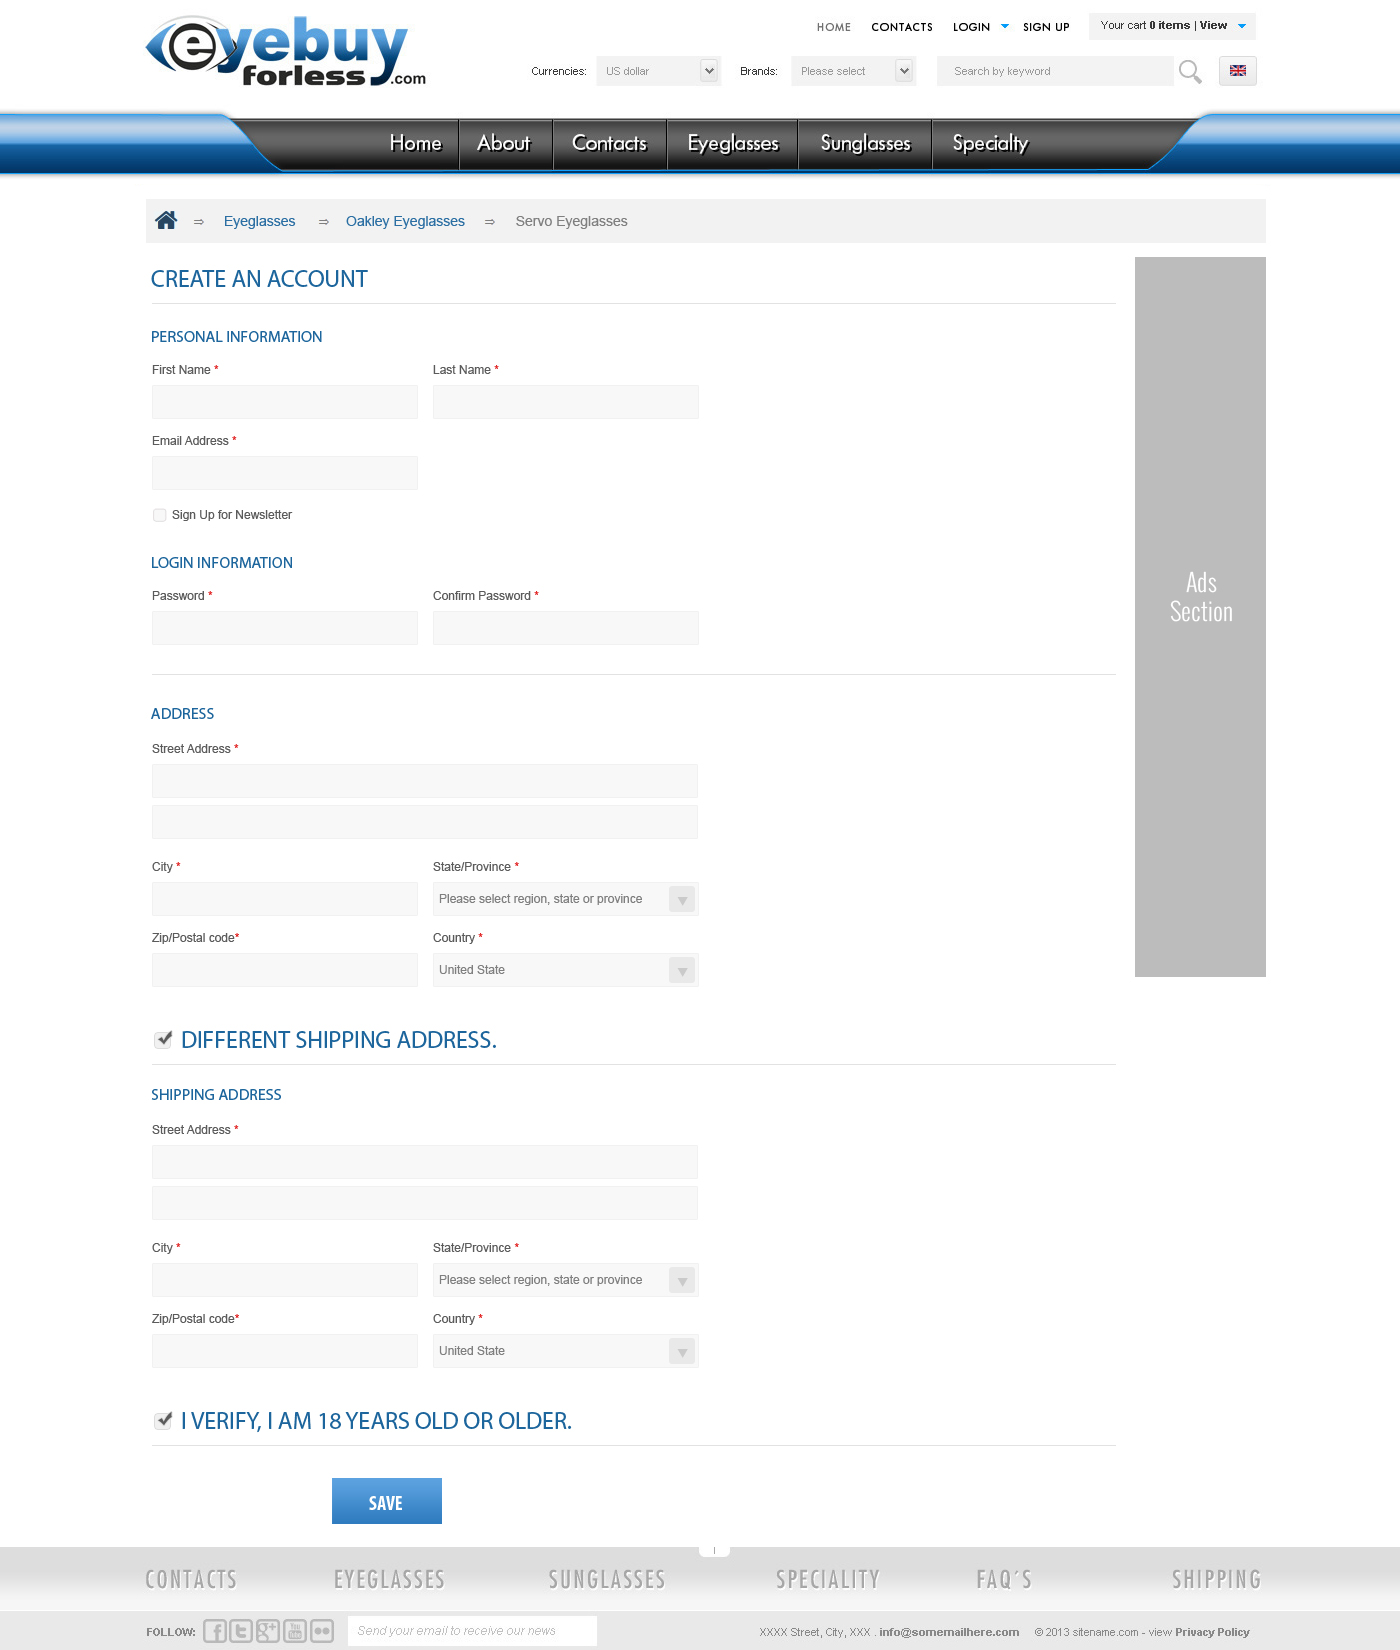 eyebuy
forless.com
HOME CONTACTS LOGIN SIGN UP Your cart 0 items | View
Currencies: US dollar Brands: Please select Search by keyword
Home About Contacts Eyeglasses Sunglasses Specialty
⇒ Eyeglasses ⇒ Oakley Eyeglasses ⇒ Servo Eyeglasses
CREATE AN ACCOUNT
PERSONAL INFORMATION
First Name * Last Name *
Email Address *
Sign Up for Newsletter
LOGIN INFORMATION
Password * Confirm Password *
Ads
Section
ADDRESS
Street Address *
City * State/Province *
Please select region, state or province
Zip/Postal code* Country *
United State
DIFFERENT SHIPPING ADDRESS.
SHIPPING ADDRESS
Street Address *
City * State/Province *
Please select region, state or province
Zip/Postal code* Country *
United State
I VERIFY, I AM 18 YEARS OLD OR OLDER.
SAVE
CONTACTS EYEGLASSES SUNGLASSES SPECIALITY FAQ´S SHIPPING
FOLLOW: f t g+ You Tube Send your email to receive our news XXXX Street, City, XXX . info@somemailhere.com © 2013 sitename.com - view Privacy Policy